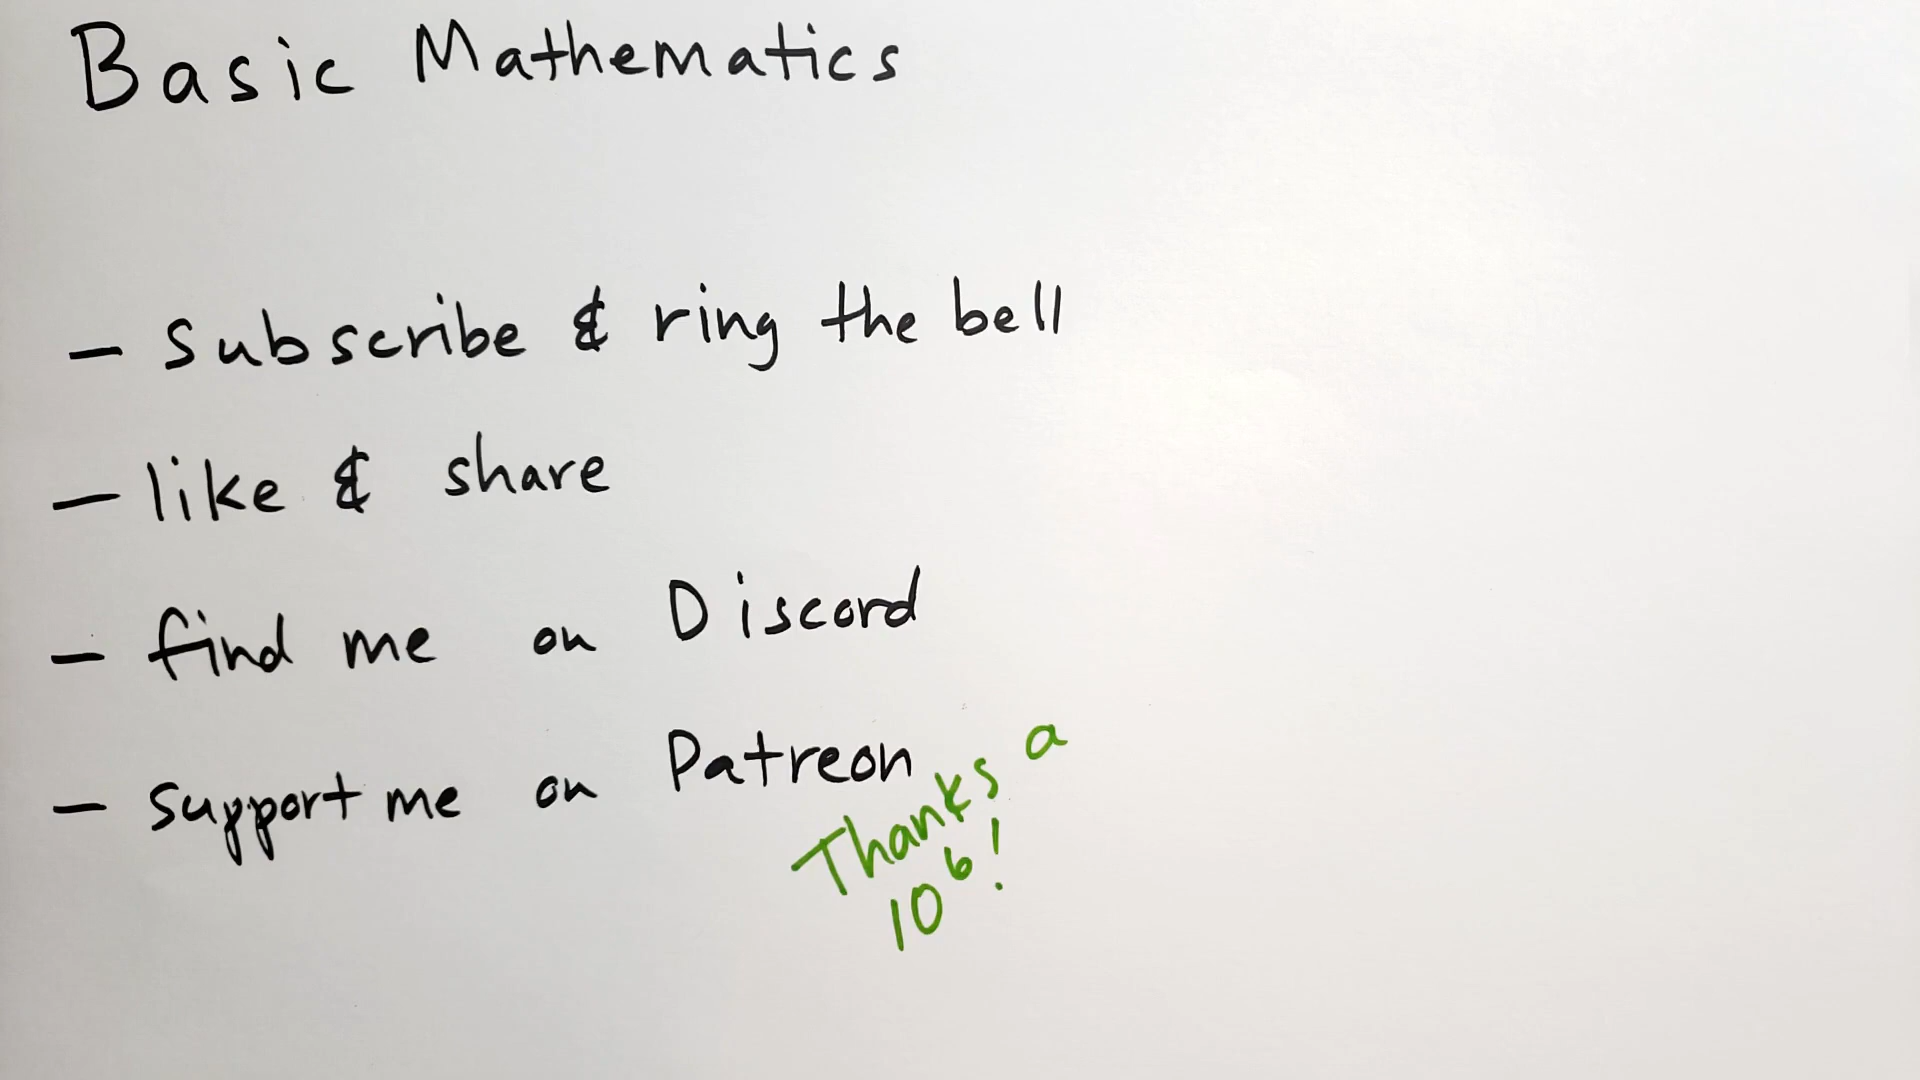 Basic Mathematics
- subscribe & ring the bell
- like & share
- find me on Discord
- support me on Patreon
Thanks a
10⁶!